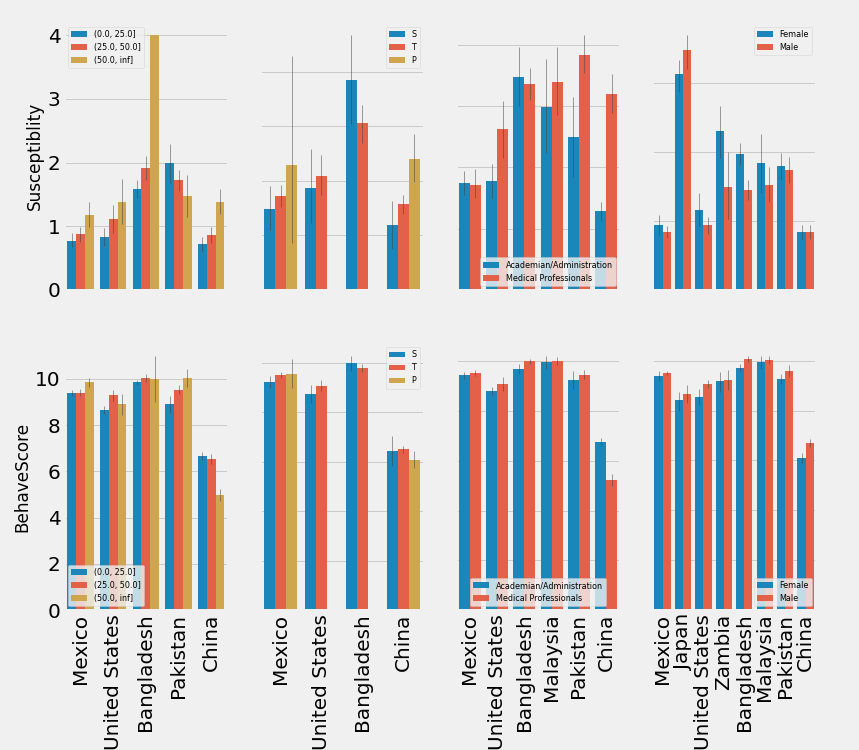 Susceptiblity
4
3
2
1
0
(0.0, 25.0]
(25.0, 50.0]
(50.0, inf]
S
T
P
Academian/Administration
Medical Professionals
Female
Male
BehaveScore
10
8
6
4
2
0
(0.0, 25.0]
(25.0, 50.0]
(50.0, inf]
S
T
P
Academian/Administration
Medical Professionals
Female
Male
Mexico
United States
Bangladesh
Pakistan
China
Mexico
United States
Bangladesh
China
Mexico
United States
Bangladesh
Malaysia
Pakistan
China
Mexico
Japan
United States
Zambia
Bangladesh
Malaysia
Pakistan
China